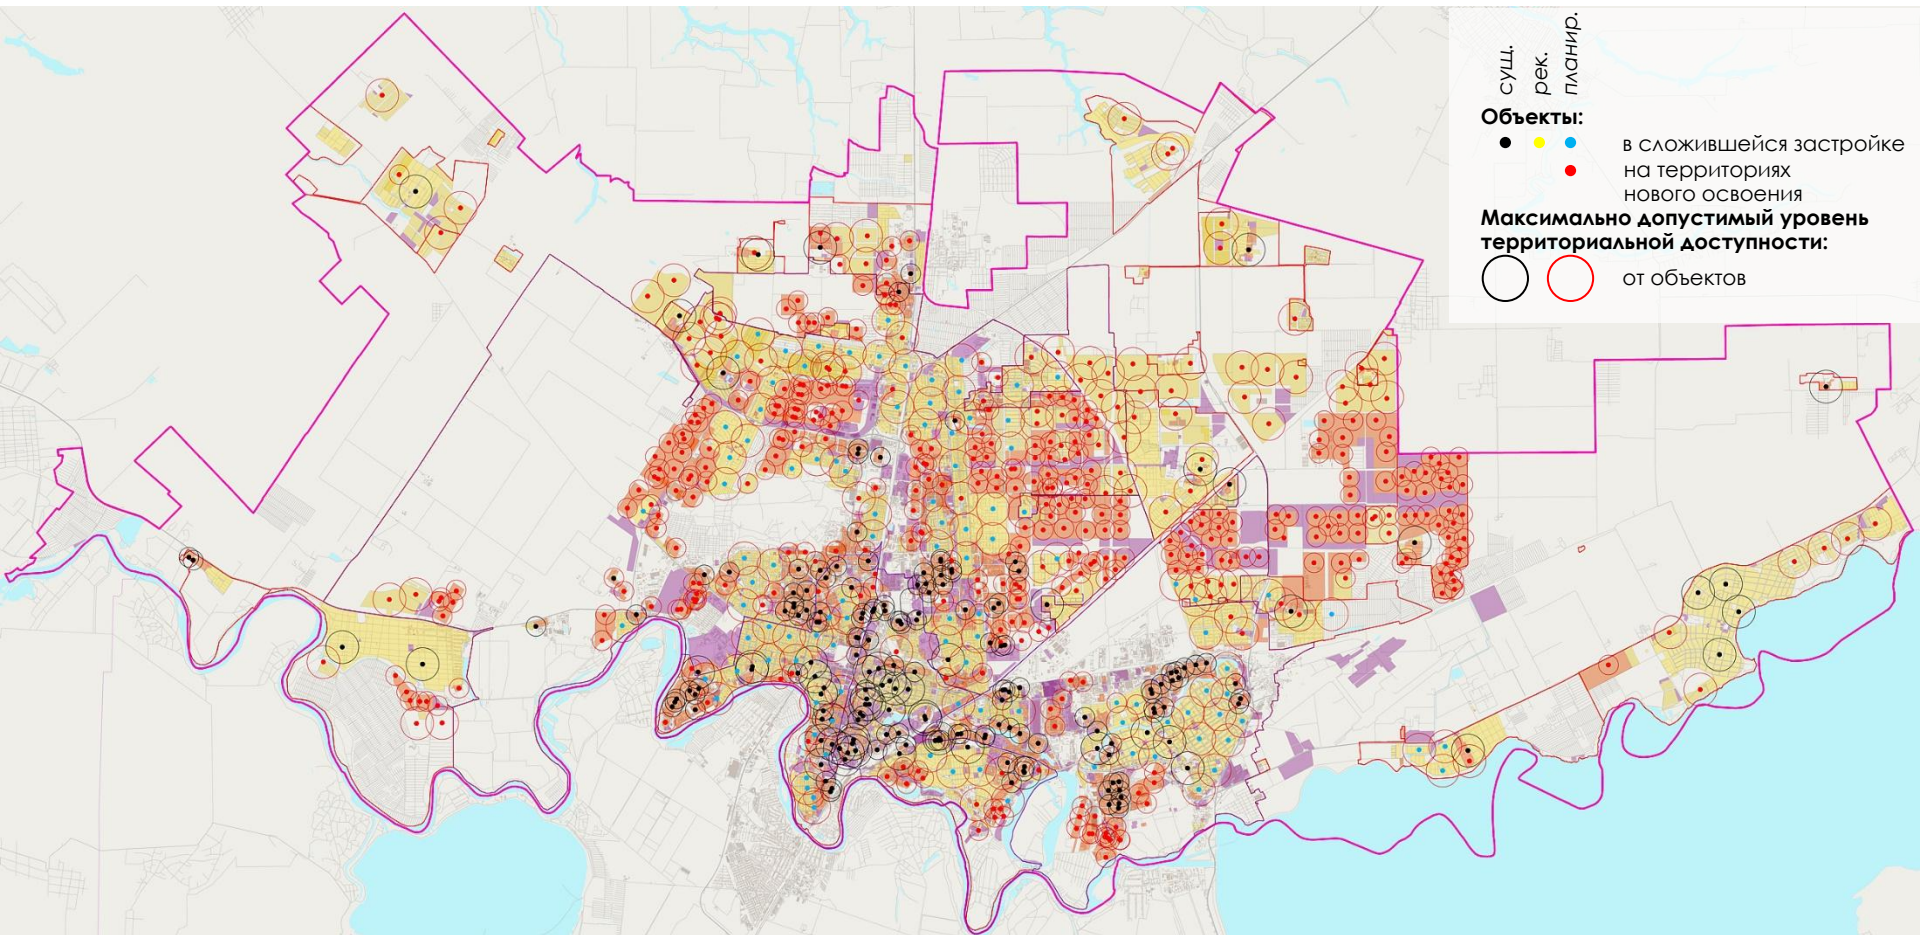 сущ.
рек.
планир.
Объекты:
в сложившейся застройке
на территориях
нового освоения
Максимально допустимый уровень
территориальной доступности:
от объектов